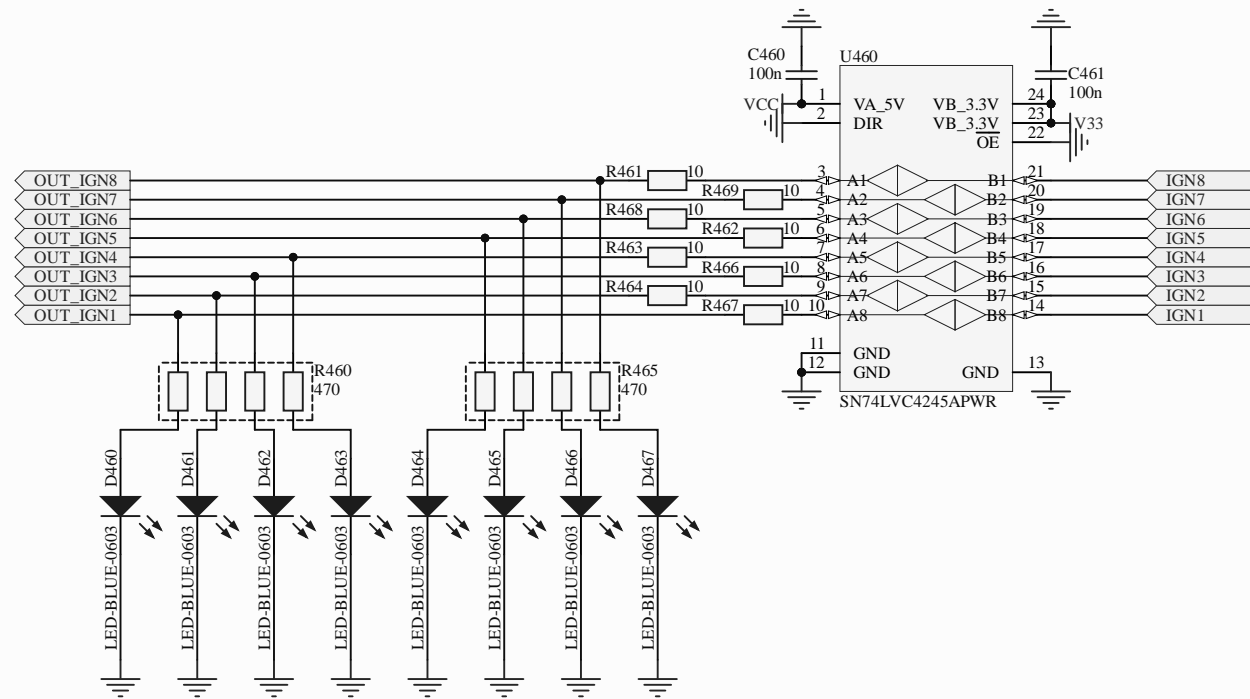 C460
100n
U460
C461
100n
VCC
1
VA_5V
VB_3.3V
24
2
DIR
VB_3.3V
23
V33
OE
22
OUT_IGN8
R461
10
3
A1
B1
21
IGN8
OUT_IGN7
R469
10
4
A2
B2
20
IGN7
OUT_IGN6
R468
10
5
A3
B3
19
IGN6
OUT_IGN5
R462
10
6
A4
B4
18
IGN5
OUT_IGN4
R463
10
7
A5
B5
17
IGN4
OUT_IGN3
R466
10
8
A6
B6
16
IGN3
OUT_IGN2
R464
10
9
A7
B7
15
IGN2
OUT_IGN1
R467
10
10
A8
B8
14
IGN1
11
GND
12
GND
GND
13
SN74LVC4245APWR
R460
470
R465
470
D460
D461
D462
D463
D464
D465
D466
D467
LED-BLUE-0603
LED-BLUE-0603
LED-BLUE-0603
LED-BLUE-0603
LED-BLUE-0603
LED-BLUE-0603
LED-BLUE-0603
LED-BLUE-0603